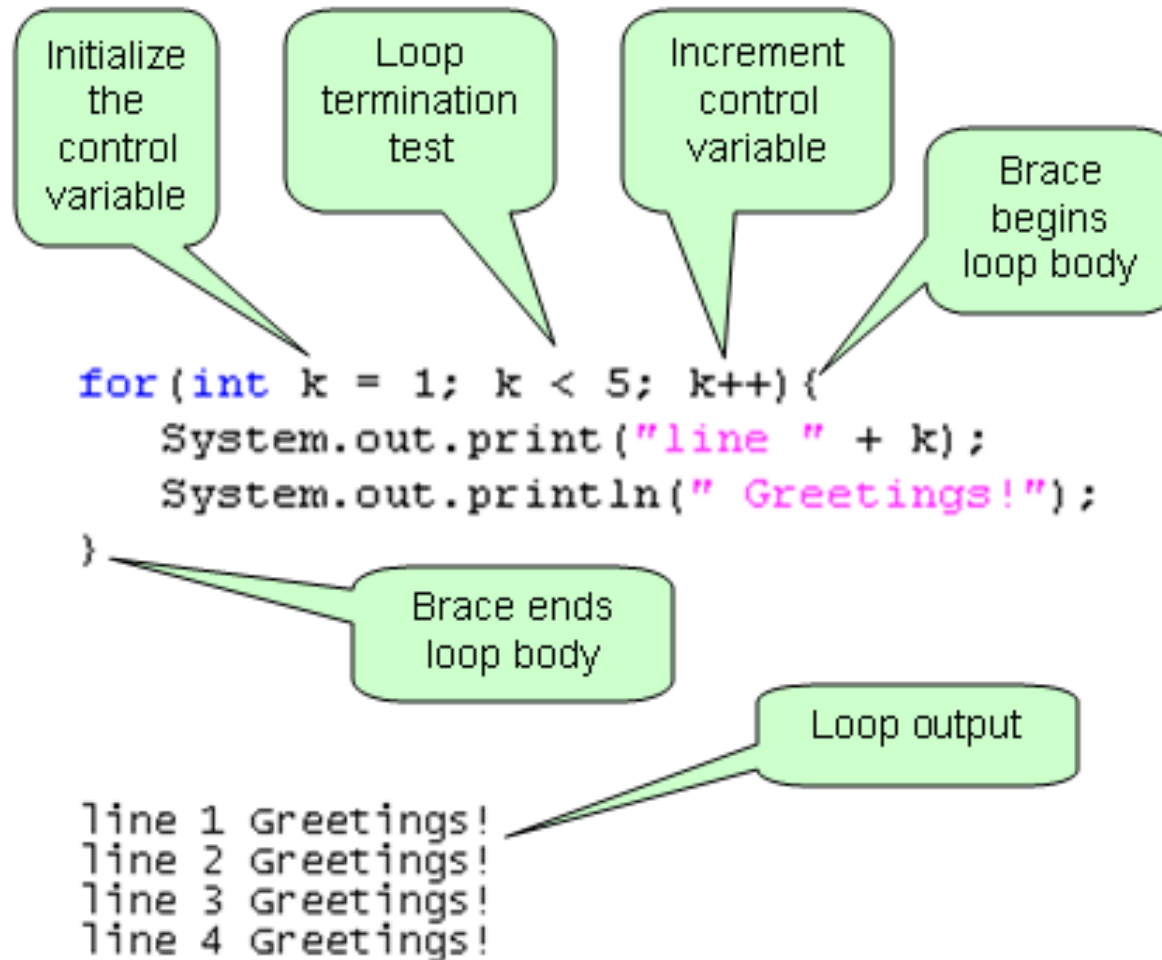 Initialize
the
control
variable
Loop
termination
test
Increment
control
variable
Brace
begins
loop body
for(int k = 1; k < 5; k++){
System.out.print("line " + k);
System.out.println(" Greetings!");
}
Brace ends
loop body
Loop output
line 1 Greetings!
line 2 Greetings!
line 3 Greetings!
line 4 Greetings!